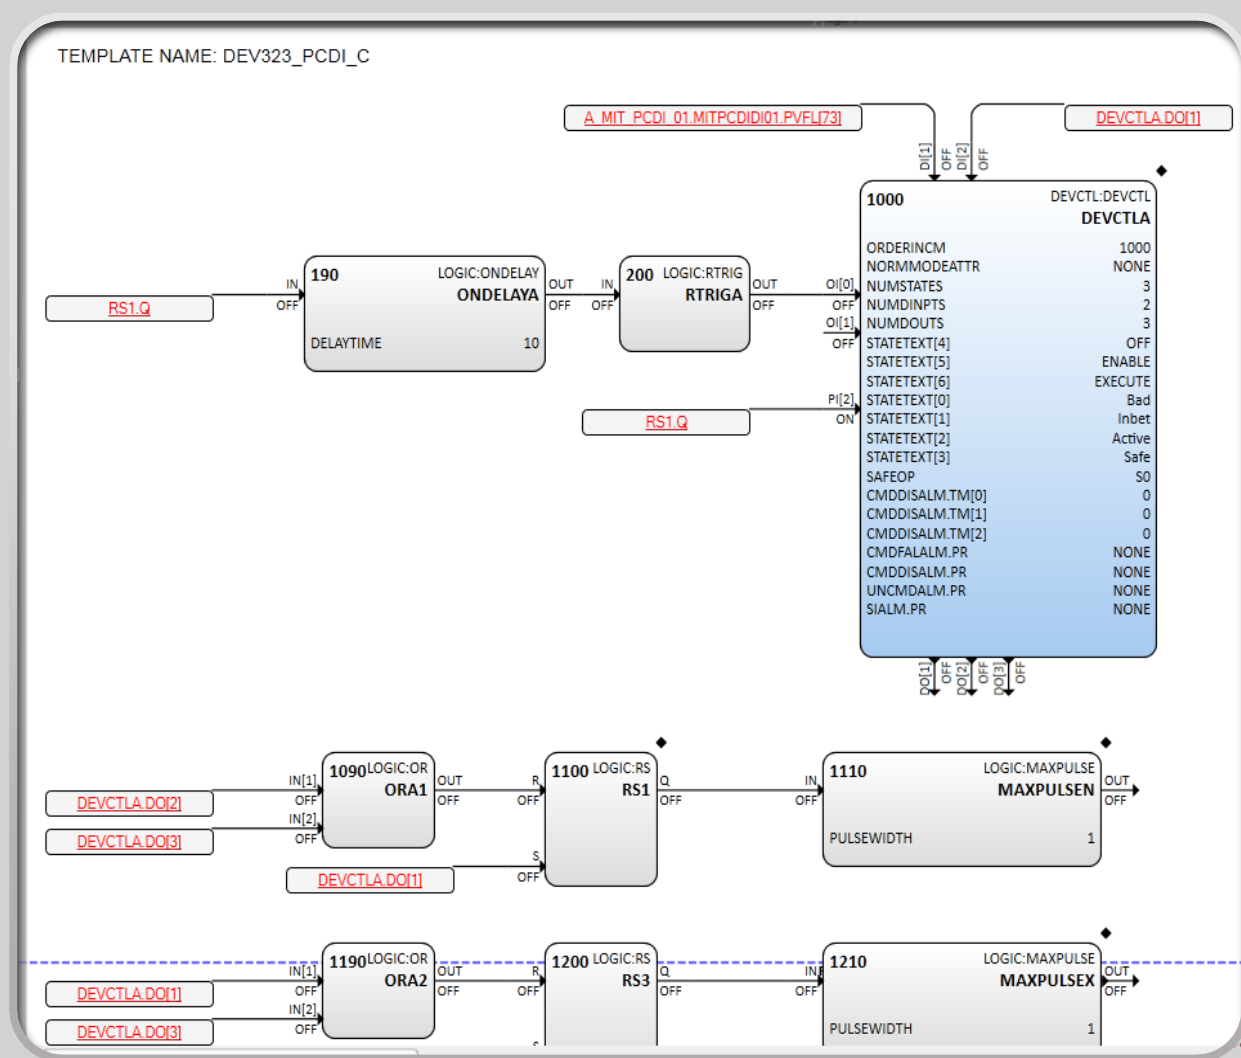 TEMPLATE NAME: DEV323_PCDI_C
A_MIT_PCDI_01.MITPCDIDI01.PVFL[73]
DEVCTLA.DO[1]
DI[1]
OFF
DI[2]
OFF
1000 DEVCTL:DEVCTL
DEVCTLA
ORDERINCM 1000
NORMMODEATTR NONE
NUMSTATES 3
NUMDINPTS 2
NUMDOUTS 3
STATETEXT[4] OFF
STATETEXT[5] ENABLE
STATETEXT[6] EXECUTE
STATETEXT[0] Bad
STATETEXT[1] Inbet
STATETEXT[2] Active
STATETEXT[3] Safe
SAFEOP S0
CMDDISALM.TM[0] 0
CMDDISALM.TM[1] 0
CMDDISALM.TM[2] 0
CMDFALALM.PR NONE
CMDDISALM.PR NONE
UNCMDALM.PR NONE
SIALM.PR NONE
RS1.Q
IN
OFF
190 LOGIC:ONDELAY
ONDELAYA
DELAYTIME 10
OUT
OFF
IN
OFF
200 LOGIC:RTRIG
RTRIGA
OUT
OFF
OI[0]
OFF
OI[1]
OFF
RS1.Q
PI[2]
ON
DO[1]
OFF
DO[2]
OFF
DO[3]
OFF
DEVCTLA.DO[2]
DEVCTLA.DO[3]
IN[1]
OFF
IN[2]
OFF
1090 LOGIC:OR
ORA1
OUT
OFF
DEVCTLA.DO[1]
R
OFF
S
OFF
1100 LOGIC:RS
RS1
Q
OFF
IN
OFF
1110 LOGIC:MAXPULSE
MAXPULSEN
PULSEWIDTH 1
OUT
OFF
DEVCTLA.DO[1]
DEVCTLA.DO[3]
IN[1]
OFF
IN[2]
OFF
1190 LOGIC:OR
ORA2
OUT
OFF
R
OFF
1200 LOGIC:RS
RS3
Q
OFF
IN
OFF
1210 LOGIC:MAXPULSE
MAXPULSEX
PULSEWIDTH 1
OUT
OFF